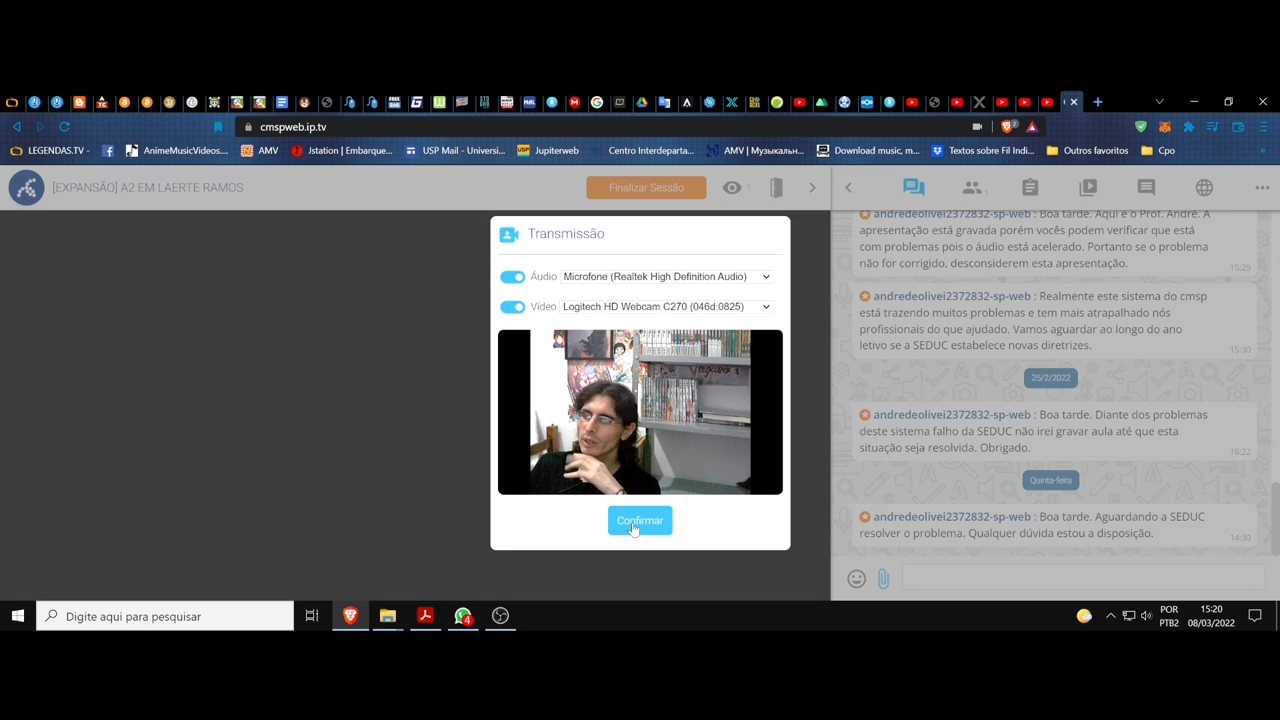 cmspweb.ip.tv
2
LEGENDAS.TV -
AnimeMusicVideos....
AMV
Jstation | Embarque...
USP Mail - Universi...
Jupiterweb
Centro Interdeparta...
AMV | Музыкальн...
Download music, m...
Textos sobre Fil Indi...
Outros favoritos
Cpo
[EXPANSÃO] A2 EM LAERTE RAMOS
Finalizar Sessão
1
1
Transmissão
Áudio
Microfone (Realtek High Definition Audio)
Vídeo
Logitech HD Webcam C270 (046d:0825)
Confirmar
andredeolivei2372832-sp-web : Boa tarde. Aqui é o Prof. André. A
apresentação está gravada porém vocês podem verificar que está
com problemas pois o áudio está acelerado. Portanto se o problema
não for corrigido, desconsiderem esta apresentação.
15:29
andredeolivei2372832-sp-web : Realmente este sistema do cmsp
está trazendo muitos problemas e tem mais atrapalhado nós
profissionais do que ajudado. Vamos aguardar ao longo do ano
letivo se a SEDUC estabelece novas diretrizes.
15:30
25/2/2022
andredeolivei2372832-sp-web : Boa tarde. Diante dos problemas
deste sistema falho da SEDUC não irei gravar aula até que esta
situação seja resolvida. Obrigado.
16:22
Quinta-feira
andredeolivei2372832-sp-web : Boa tarde. Aguardando a SEDUC
resolver o problema. Qualquer dúvida estou a disposição.
14:30
Digite aqui para pesquisar
4
POR
PTB2
15:20
08/03/2022